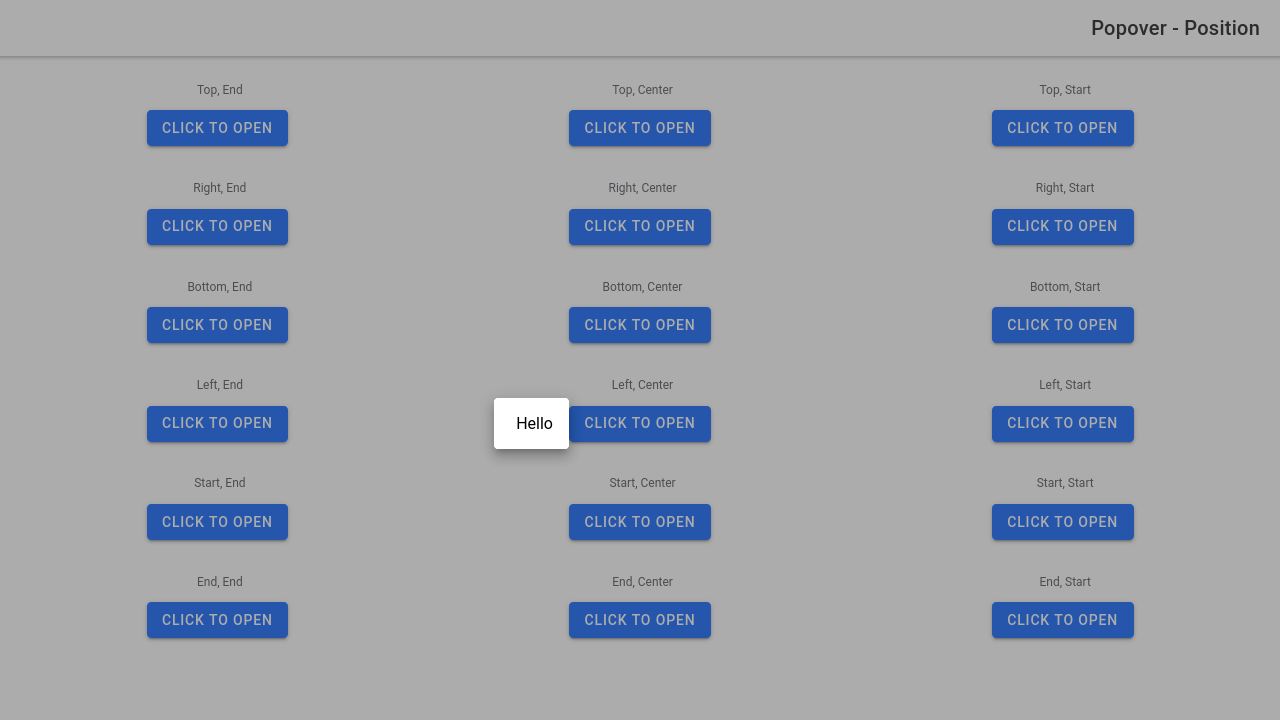 Popover - Position
Top, End
Top, Center
Top, Start
CLICK TO OPEN
CLICK TO OPEN
CLICK TO OPEN
Right, End
Right, Center
Right, Start
CLICK TO OPEN
CLICK TO OPEN
CLICK TO OPEN
Bottom, End
Bottom, Center
Bottom, Start
CLICK TO OPEN
CLICK TO OPEN
CLICK TO OPEN
Left, End
Left, Center
Left, Start
CLICK TO OPEN
Hello
CLICK TO OPEN
CLICK TO OPEN
Start, End
Start, Center
Start, Start
CLICK TO OPEN
CLICK TO OPEN
CLICK TO OPEN
End, End
End, Center
End, Start
CLICK TO OPEN
CLICK TO OPEN
CLICK TO OPEN